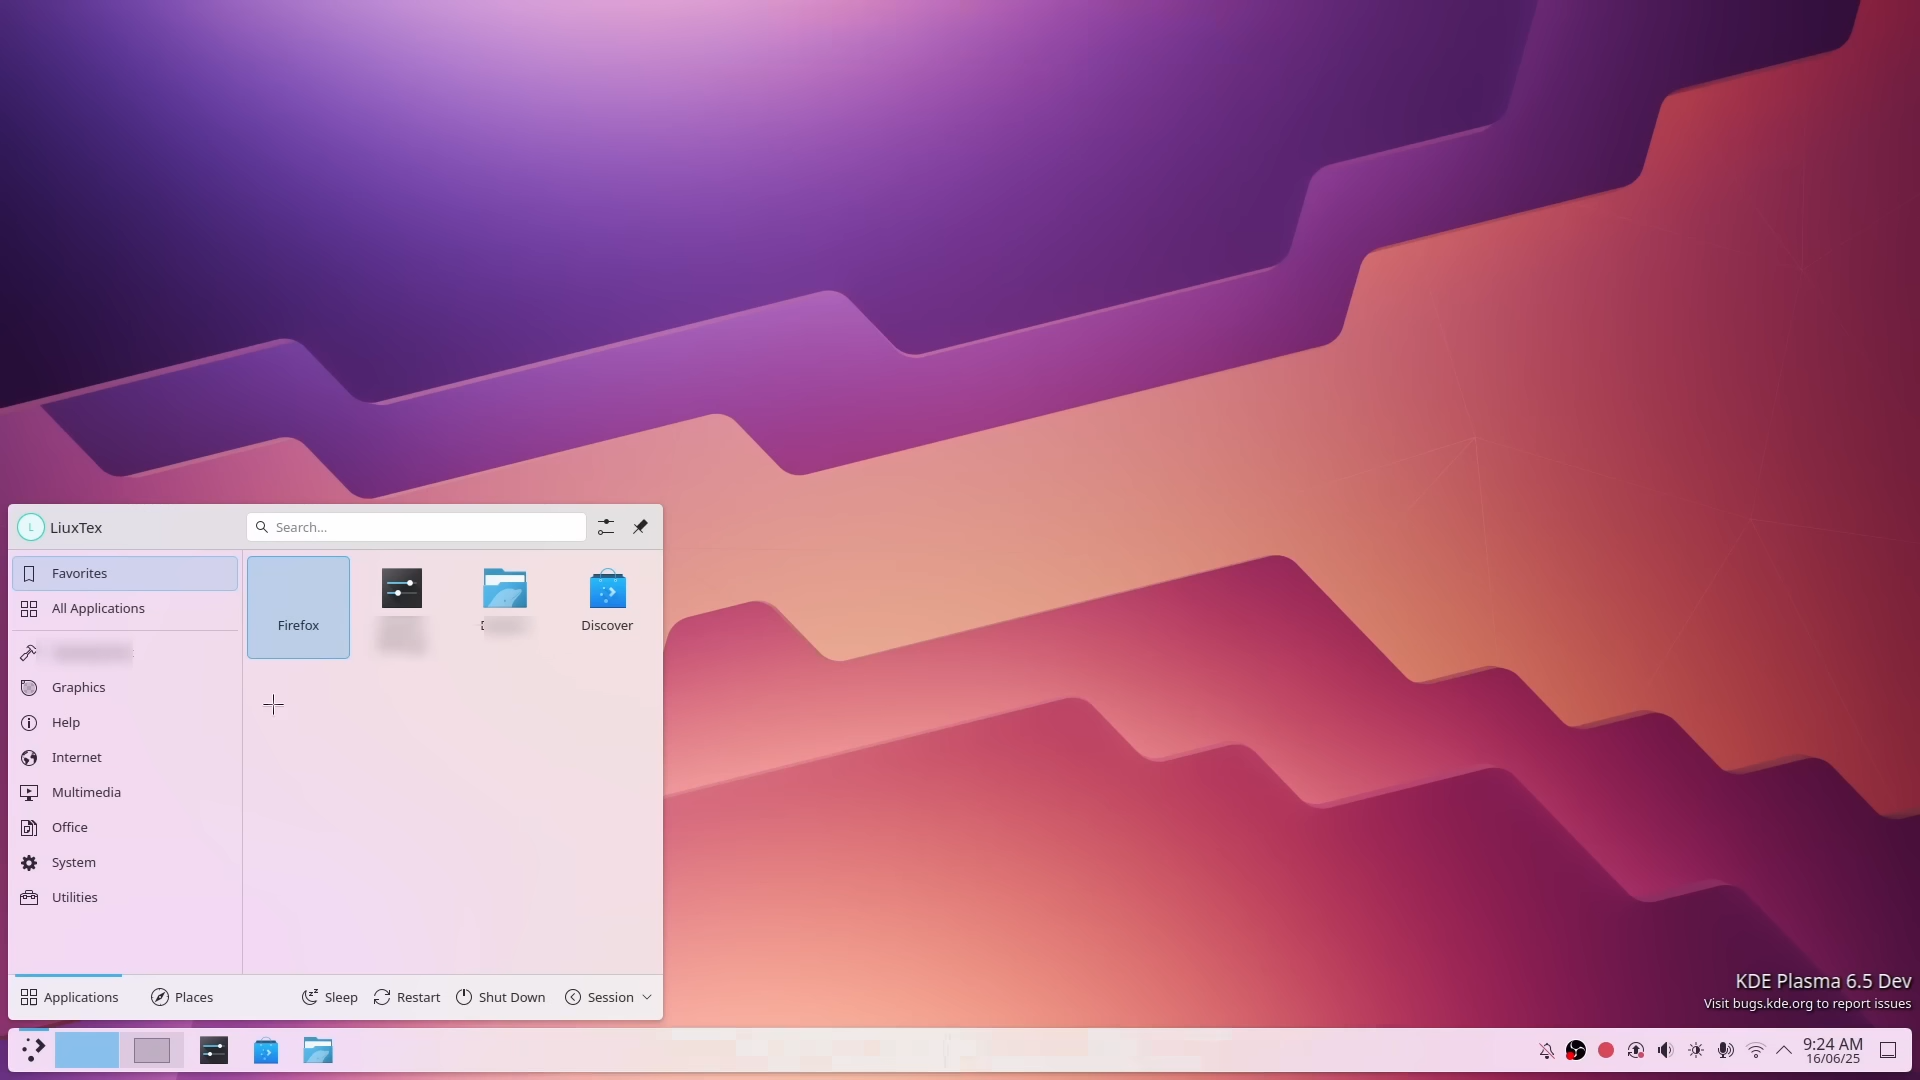 LiuxTex
Search...
Favorites
All Applications
Graphics
Help
Internet
Multimedia
Office
System
Utilities
Firefox
Discover
Applications
Places
Sleep
Restart
Shut Down
Session
KDE Plasma 6.5 Dev
Visit bugs.kde.org to report issues
9:24 AM
16/06/25